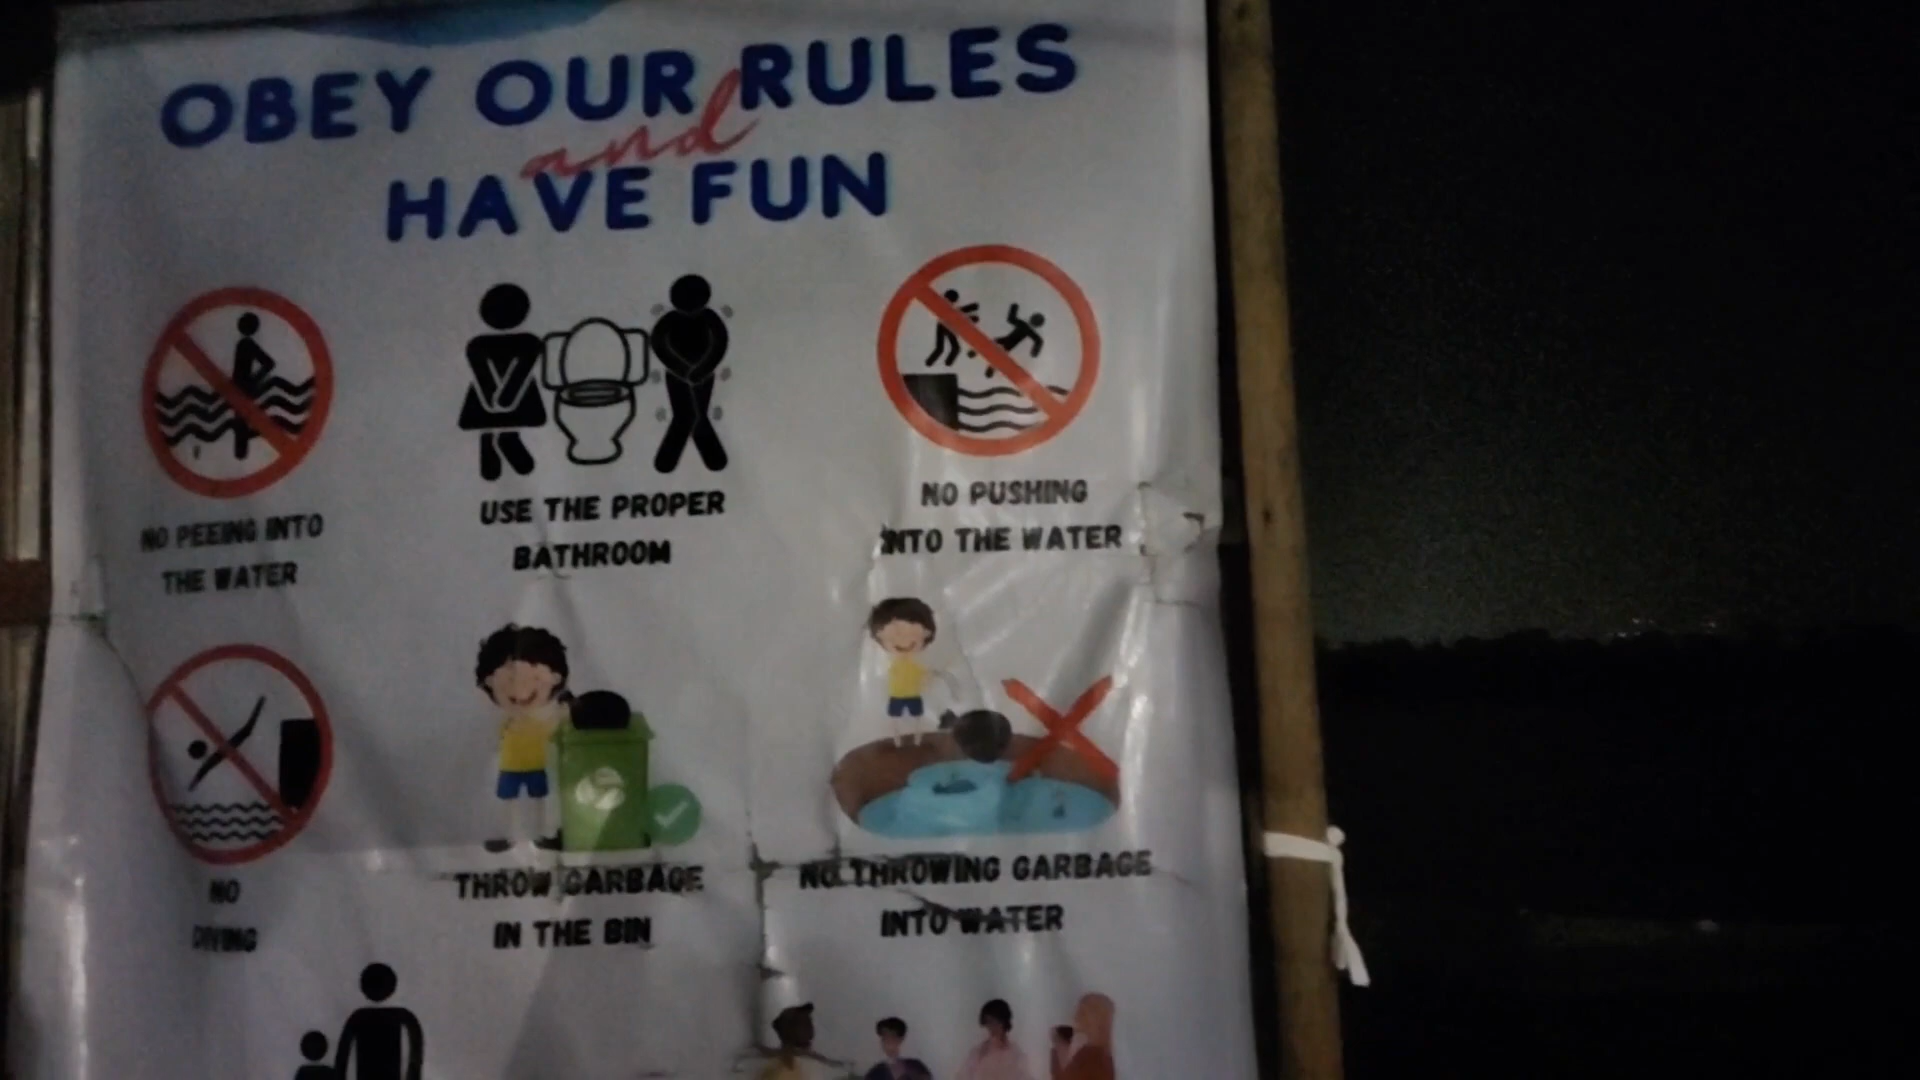 OBEY OUR RULES
and
HAVE FUN
NO PEEING INTO
THE WATER
USE THE PROPER
BATHROOM
NO PUSHING
INTO THE WATER
NO
DIVING
THROW GARBAGE
IN THE BIN
NO THROWING GARBAGE
INTO WATER